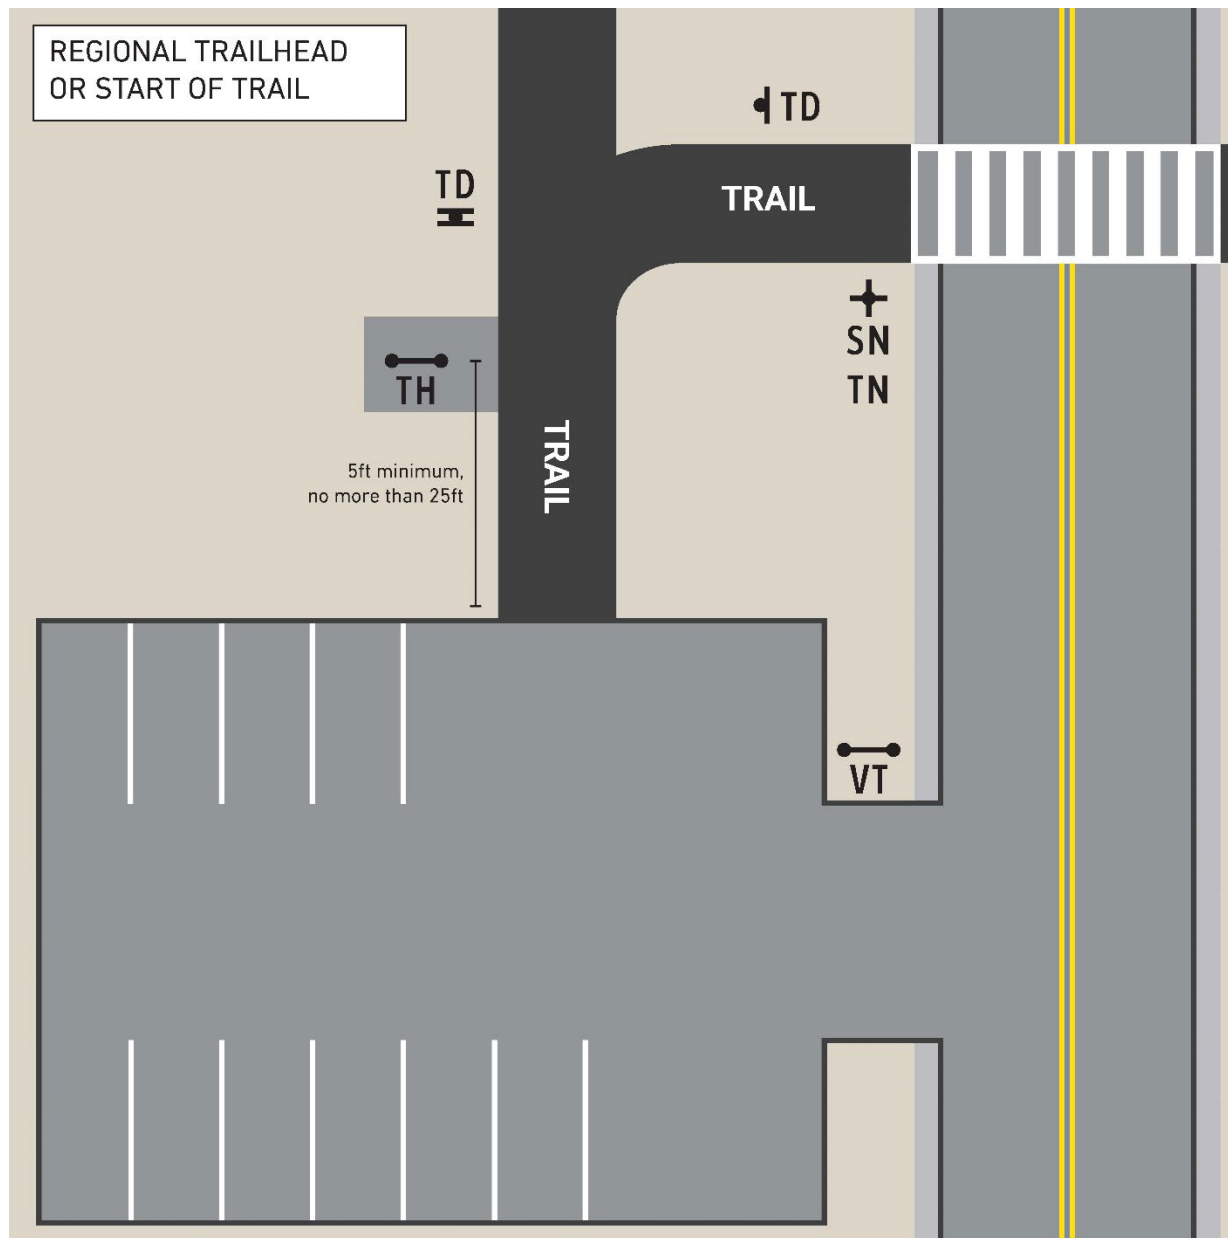 REGIONAL TRAILHEAD
OR START OF TRAIL
TD
TD
TRAIL
SN
TN
TH
TRAIL
5ft minimum,
no more than 25ft
VT